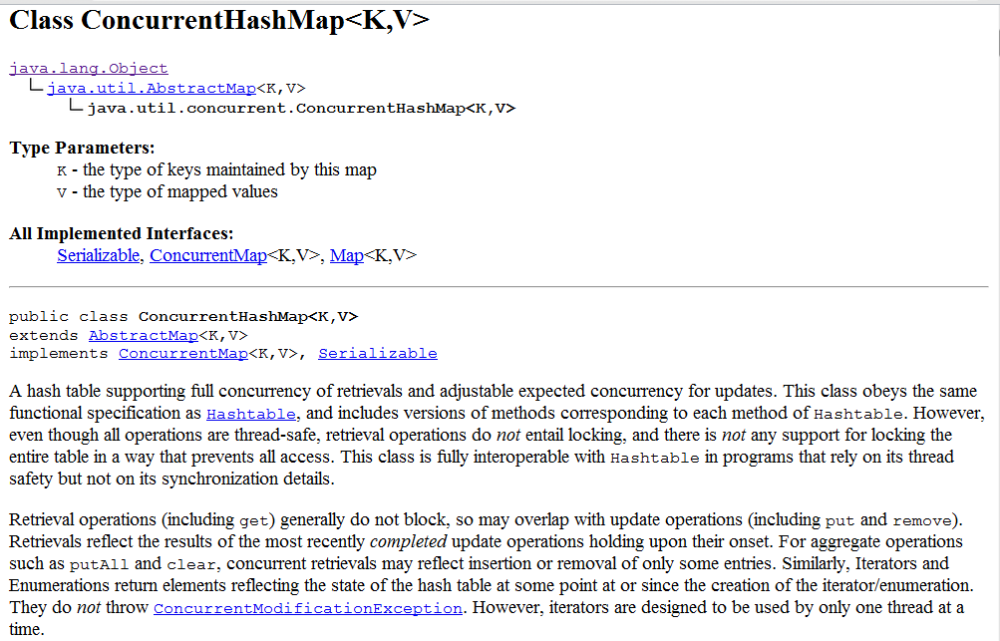 Class ConcurrentHashMap<K,V>
java.lang.Object
java.util.AbstractMap<K,V>
java.util.concurrent.ConcurrentHashMap<K,V>
Type Parameters:
K - the type of keys maintained by this map
V - the type of mapped values
All Implemented Interfaces:
Serializable, ConcurrentMap<K,V>, Map<K,V>
public class ConcurrentHashMap<K,V>
extends AbstractMap<K,V>
implements ConcurrentMap<K,V>, Serializable
A hash table supporting full concurrency of retrievals and adjustable expected concurrency for updates. This class obeys the same
functional specification as Hashtable, and includes versions of methods corresponding to each method of Hashtable. However,
even though all operations are thread-safe, retrieval operations do not entail locking, and there is not any support for locking the
entire table in a way that prevents all access. This class is fully interoperable with Hashtable in programs that rely on its thread
safety but not on its synchronization details.
Retrieval operations (including get) generally do not block, so may overlap with update operations (including put and remove).
Retrievals reflect the results of the most recently completed update operations holding upon their onset. For aggregate operations
such as putAll and clear, concurrent retrievals may reflect insertion or removal of only some entries. Similarly, Iterators and
Enumerations return elements reflecting the state of the hash table at some point at or since the creation of the iterator/enumeration.
They do not throw ConcurrentModificationException. However, iterators are designed to be used by only one thread at a
time.